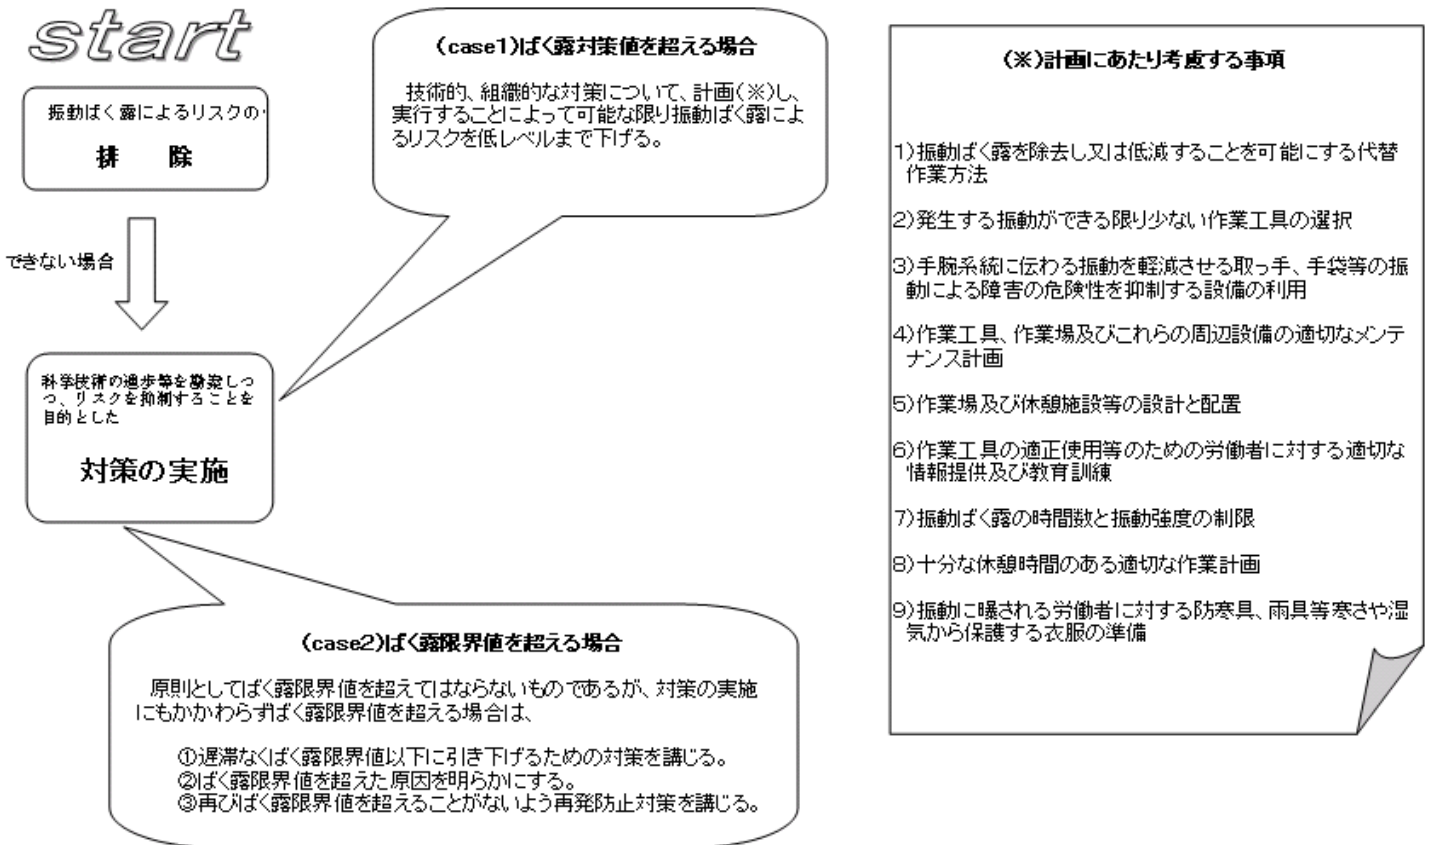 start
振動ばく露によるリスクの
排　除
できない場合
科学技術の進歩等を勘案しつ
つ、リスクを抑制することを
目的とした
対策の実施
(case1)ばく露対策値を超える場合
技術的、組織的な対策について、計画(※)し、
実行することによって可能な限り振動ばく露によ
るリスクを低レベルまで下げる。
(case2)ばく露限界値を超える場合
原則としてばく露限界値を超えてはならないものであるが、対策の実施
にもかかわらずばく露限界値を超える場合は、
①遅滞なくばく露限界値以下に引き下げるための対策を講じる。
②ばく露限界値を超えた原因を明らかにする。
③再びばく露限界値を超えることがないよう再発防止対策を講じる。
(※)計画にあたり考慮する事項
1)振動ばく露を除去し又は低減することを可能にする代替
作業方法
2)発生する振動ができる限り少ない作業工具の選択
3)手腕系統に伝わる振動を軽減させる取っ手、手袋等の振
動による障害の危険性を抑制する設備の利用
4)作業工具、作業場及びこれらの周辺設備の適切なメンテ
ナンス計画
5)作業場及び休憩施設等の設計と配置
6)作業工具の適正使用等のための労働者に対する適切な
情報提供及び教育訓練
7)振動ばく露の時間数と振動強度の制限
8)十分な休憩時間のある適切な作業計画
9)振動に曝される労働者に対する防寒具、雨具等寒さや湿
気から保護する衣服の準備